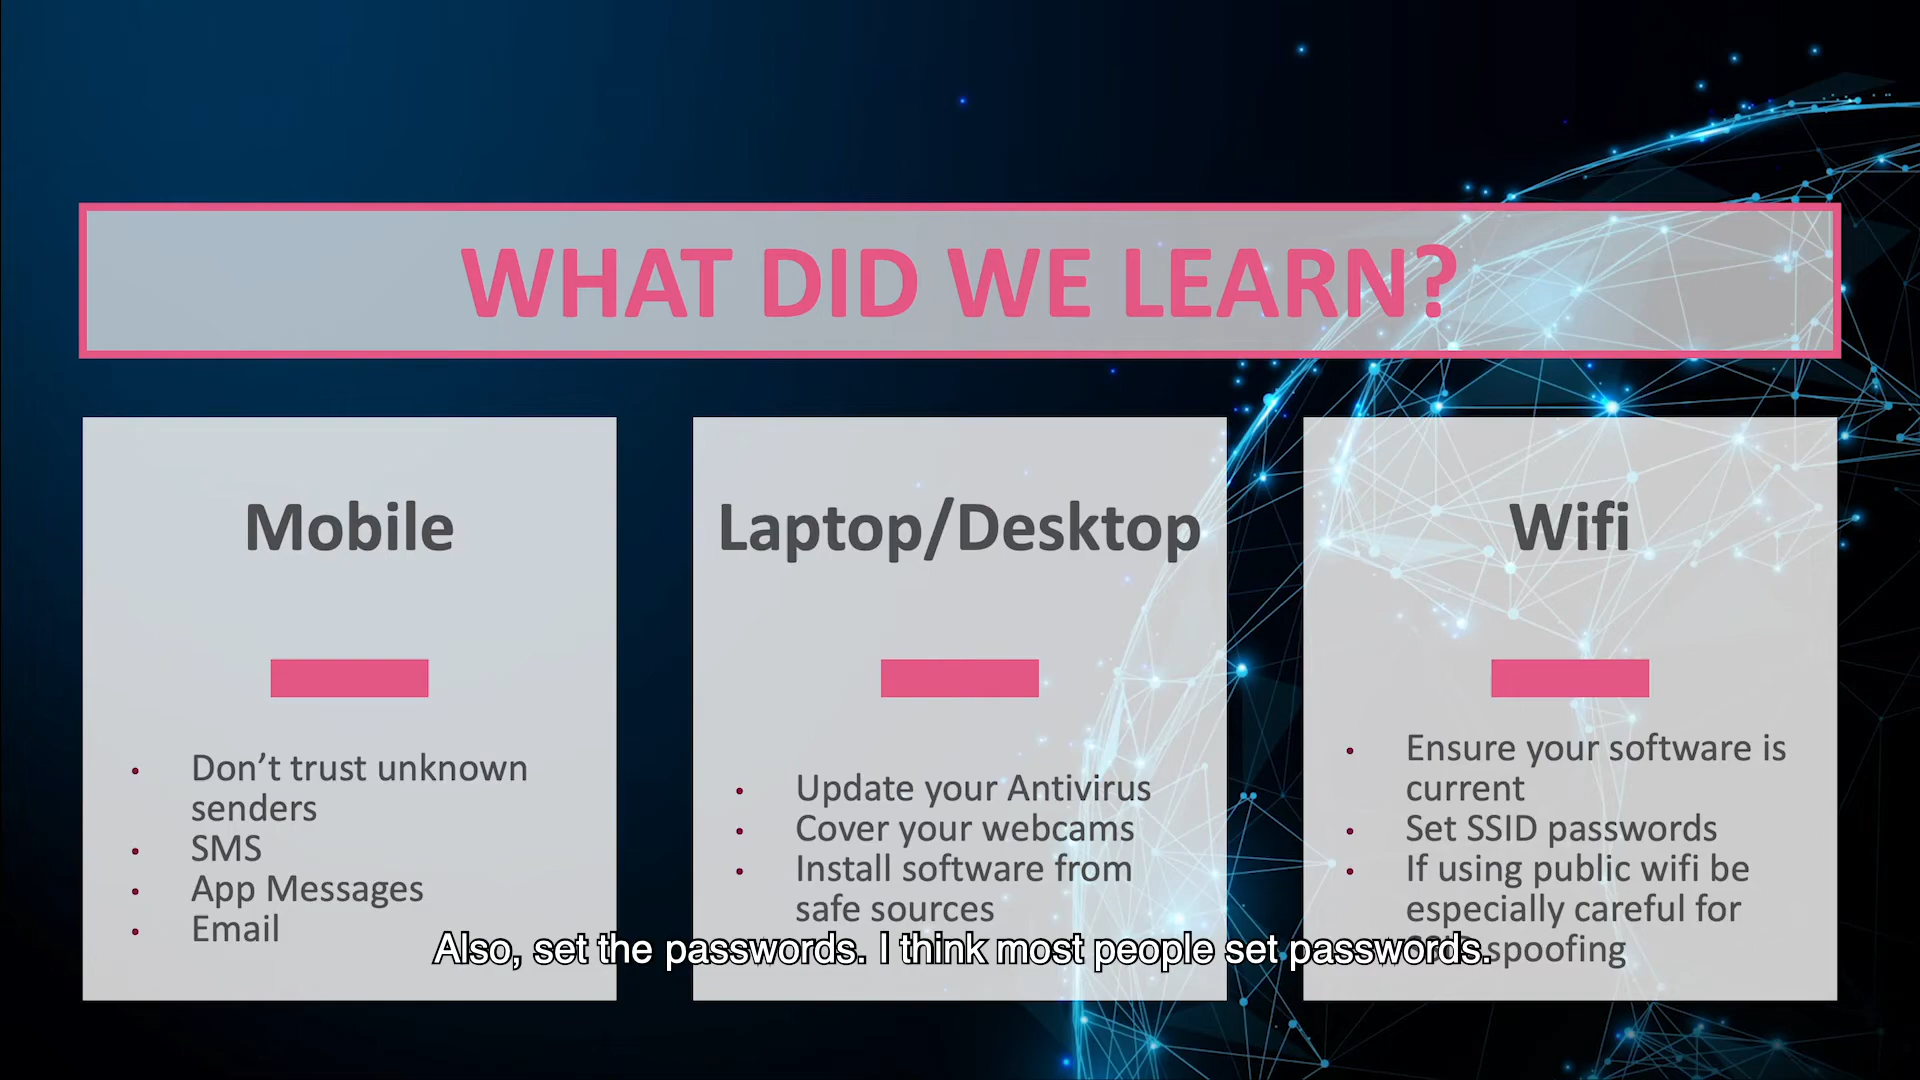 WHAT DID WE LEARN?
Mobile
• Don’t trust unknown
senders
• SMS
• App Messages
• Email
Laptop/Desktop
• Update your Antivirus
• Cover your webcams
• Install software from
safe sources
Wifi
• Ensure your software is
current
• Set SSID passwords
• If using public wifi be
especially careful for
spoofing
Also, set the passwords. I think most people set passwords.